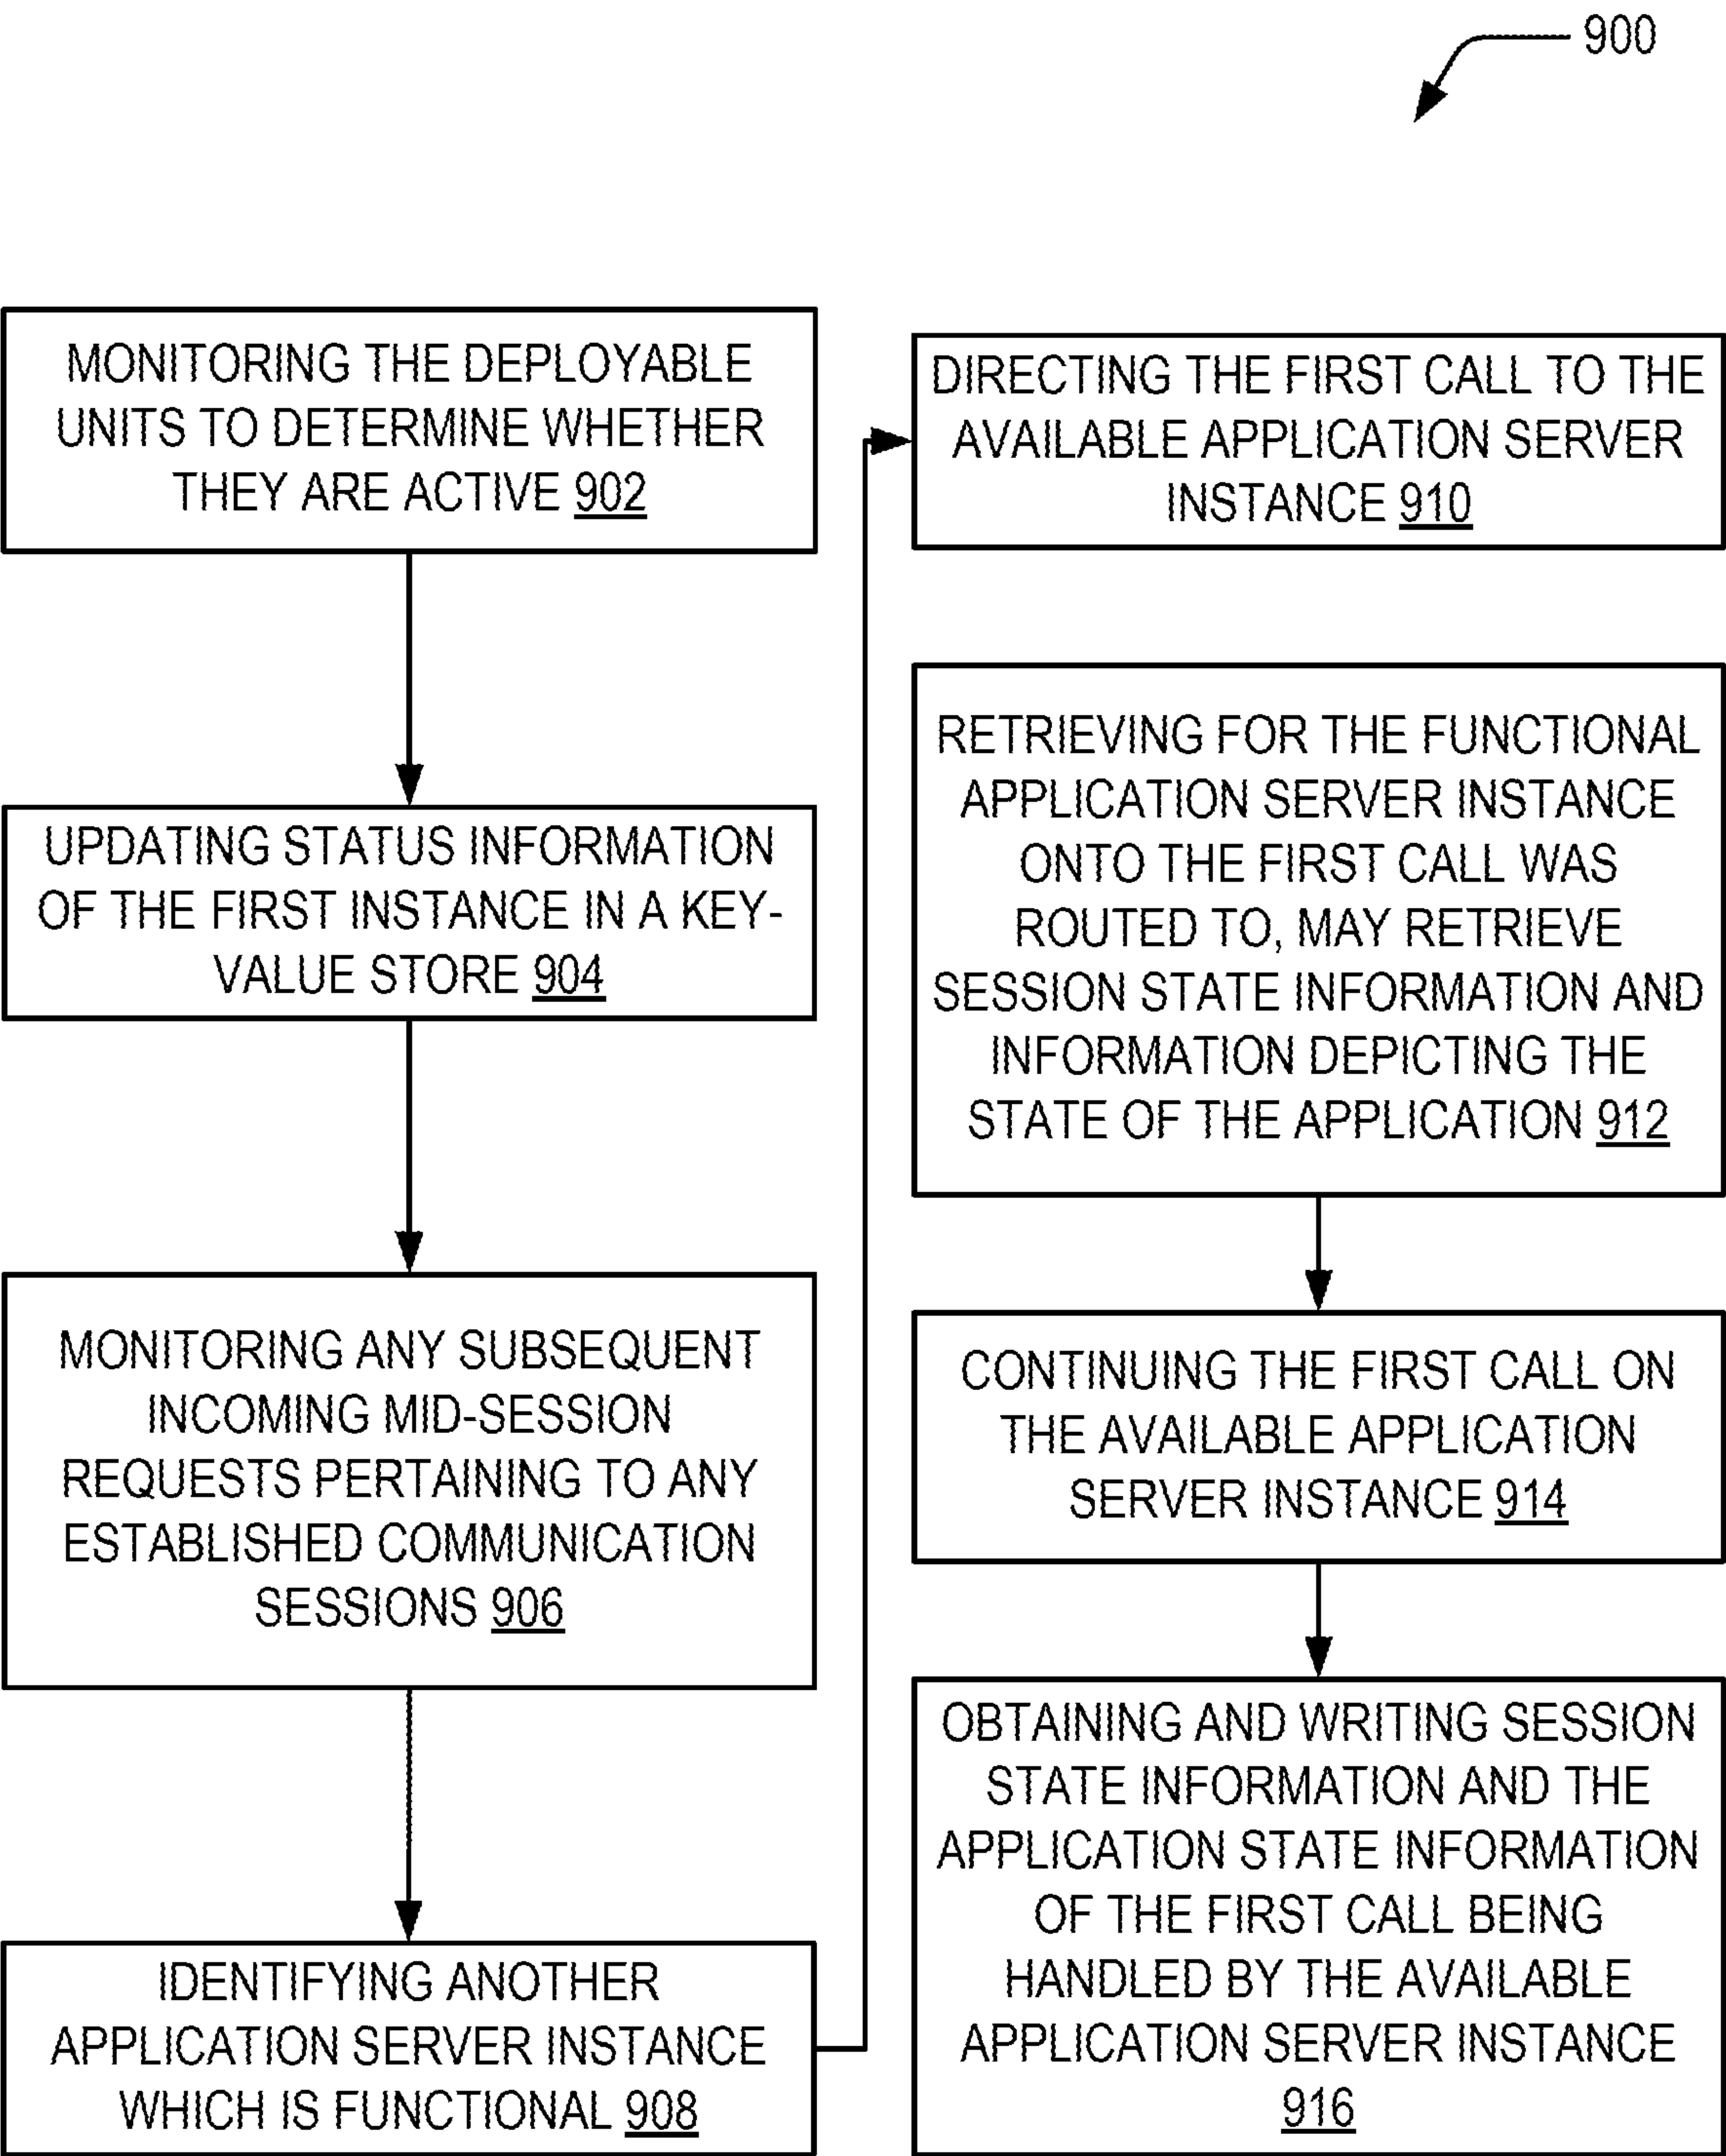 900
MONITORING THE DEPLOYABLE
UNITS TO DETERMINE WHETHER
THEY ARE ACTIVE 902
UPDATING STATUS INFORMATION
OF THE FIRST INSTANCE IN A KEY-
VALUE STORE 904
MONITORING ANY SUBSEQUENT
INCOMING MID-SESSION
REQUESTS PERTAINING TO ANY
ESTABLISHED COMMUNICATION
SESSIONS 906
IDENTIFYING ANOTHER
APPLICATION SERVER INSTANCE
WHICH IS FUNCTIONAL 908
DIRECTING THE FIRST CALL TO THE
AVAILABLE APPLICATION SERVER
INSTANCE 910
RETRIEVING FOR THE FUNCTIONAL
APPLICATION SERVER INSTANCE
ONTO THE FIRST CALL WAS
ROUTED TO, MAY RETRIEVE
SESSION STATE INFORMATION AND
INFORMATION DEPICTING THE
STATE OF THE APPLICATION 912
CONTINUING THE FIRST CALL ON
THE AVAILABLE APPLICATION
SERVER INSTANCE 914
OBTAINING AND WRITING SESSION
STATE INFORMATION AND THE
APPLICATION STATE INFORMATION
OF THE FIRST CALL BEING
HANDLED BY THE AVAILABLE
APPLICATION SERVER INSTANCE
916